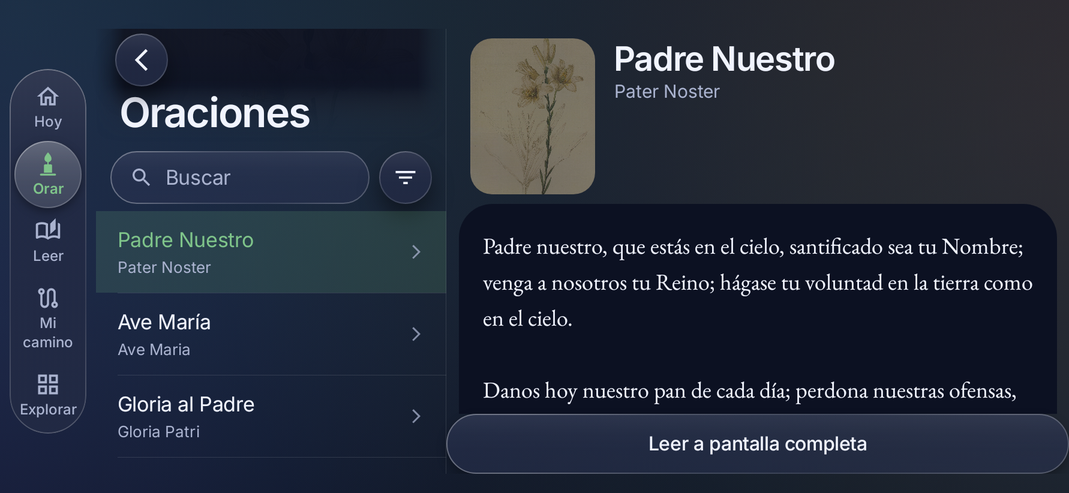 Hoy
Orar
Leer
Mi
camino
Explorar
Oraciones
Buscar
Padre Nuestro
Pater Noster
Ave María
Ave Maria
Gloria al Padre
Gloria Patri
Padre Nuestro
Pater Noster
Padre nuestro, que estás en el cielo, santificado sea tu Nombre;
venga a nosotros tu Reino; hágase tu voluntad en la tierra como
en el cielo.
Danos hoy nuestro pan de cada día; perdona nuestras ofensas,
Leer a pantalla completa